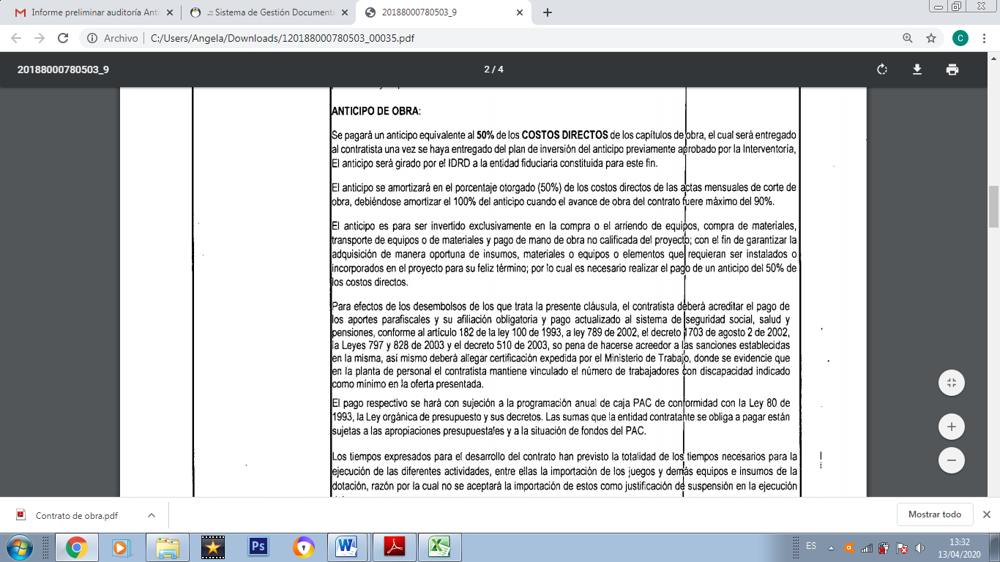 Informe preliminar auditoría Anti
.:: Sistema de Gestión Documenta
20188000780503_9
Archivo
C:/Users/Angela/Downloads/120188000780503_00035.pdf
C
20188000780503_9
2 / 4
ANTICIPO DE OBRA:
Se pagará un anticipo equivalente al 50% de los COSTOS DIRECTOS de los capítulos de obra, el cual será entregado
al contratista una vez se haya entregado del plan de inversión del anticipo previamente aprobado por la Interventoría,
El anticipo será girado por el IDRD a la entidad fiduciaria constituida para este fin.
El anticipo se amortizará en el porcentaje otorgado (50%) de los costos directos de las actas mensuales de corte de
obra, debiéndose amortizar el 100% del anticipo cuando el avance de obra del contrato fuere máximo del 90%.
El anticipo es para ser invertido exclusivamente en la compra o el arriendo de equipos, compra de materiales,
transporte de equipos o de materiales y pago de mano de obra no calificada del proyecto; con el fin de garantizar la
adquisición de manera oportuna de insumos, materiales o equipos o elementos que requieran ser instalados o
incorporados en el proyecto para su feliz término; por lo cual es necesario realizar el pago de un anticipo del 50% de
los costos directos.
Para efectos de los desembolsos de los que trata la presente cláusula, el contratista deberá acreditar el pago de
los aportes parafiscales y su afiliación obligatoria y pago actualizado al sistema de seguridad social, salud y
pensiones, conforme al artículo 182 de la ley 100 de 1993, a ley 789 de 2002, el decreto 1703 de agosto 2 de 2002,
la Leyes 797 y 828 de 2003 y el decreto 510 de 2003, so pena de hacerse acreedor a las sanciones establecidas
en la misma, así mismo deberá allegar certificación expedida por el Ministerio de Trabajo, donde se evidencie que
en la planta de personal el contratista mantiene vinculado el número de trabajadores con discapacidad indicado
como mínimo en la oferta presentada.
El pago respectivo se hará con sujeción a la programación anual de caja PAC de conformidad con la Ley 80 de
1993, la Ley orgánica de presupuesto y sus decretos. Las sumas que la entidad contratante se obliga a pagar están
sujetas a las apropiaciones presupuestales y a la situación de fondos del PAC.
Los tiempos expresados para el desarrollo del contrato han previsto la totalidad de los tiempos necesarios para la
ejecución de las diferentes actividades, entre ellas la importación de los juegos y demás equipos e insumos de la
dotación, razón por la cual no se aceptará la importación de estos como justificación de suspensión en la ejecución
Contrato de obra.pdf
Mostrar todo
Ps
ES
13:32
13/04/2020